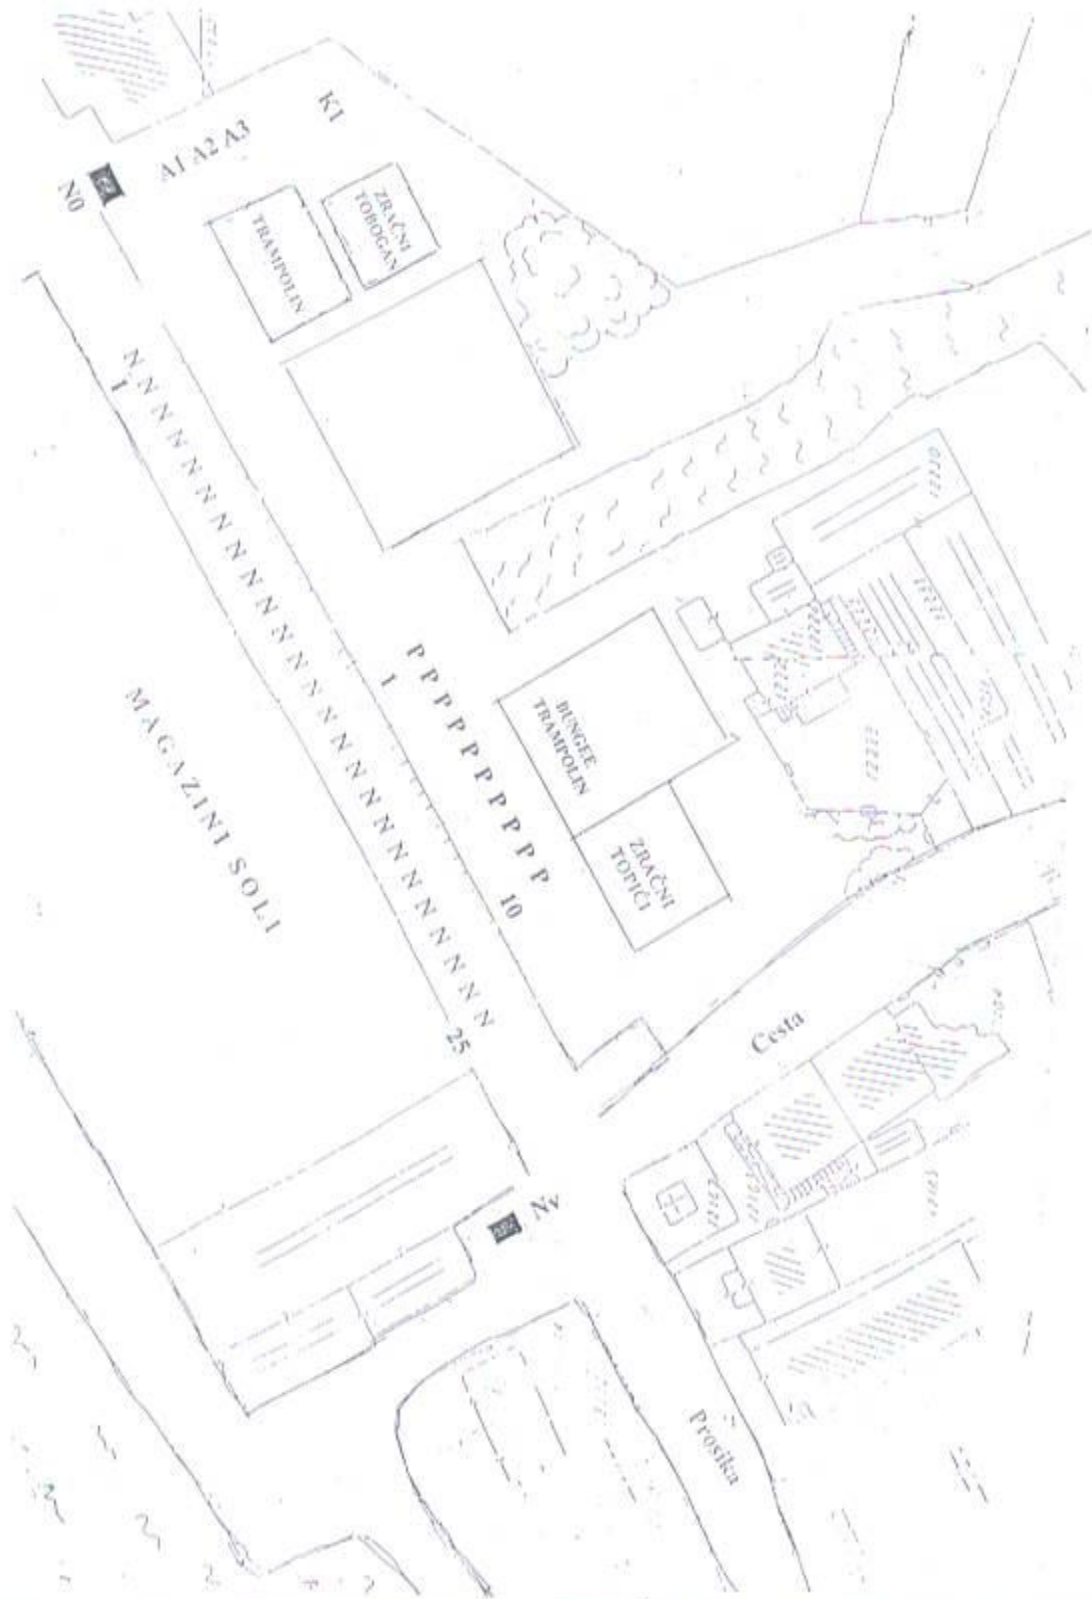 K1
A1 A2 A3
N0
ZRAČNI
TOBOGAN
TRAMPOLIN
N N N N N N N N N N N N N N N N N N N N N N N N N
1
25
P P P P P P P P P P
1
10
BUNGEE
TRAMPOLIN
ZRAČNI
TOPIČI
MAGAZINI SOLI
Cesta
Nv
Prosika